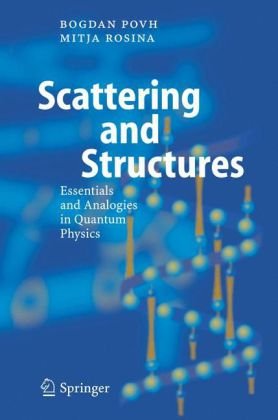 BOGDAN POVH
MITJA ROSINA
Scattering
and
Structures
Essentials
and Analogies
in Quantum
Physics
Springer